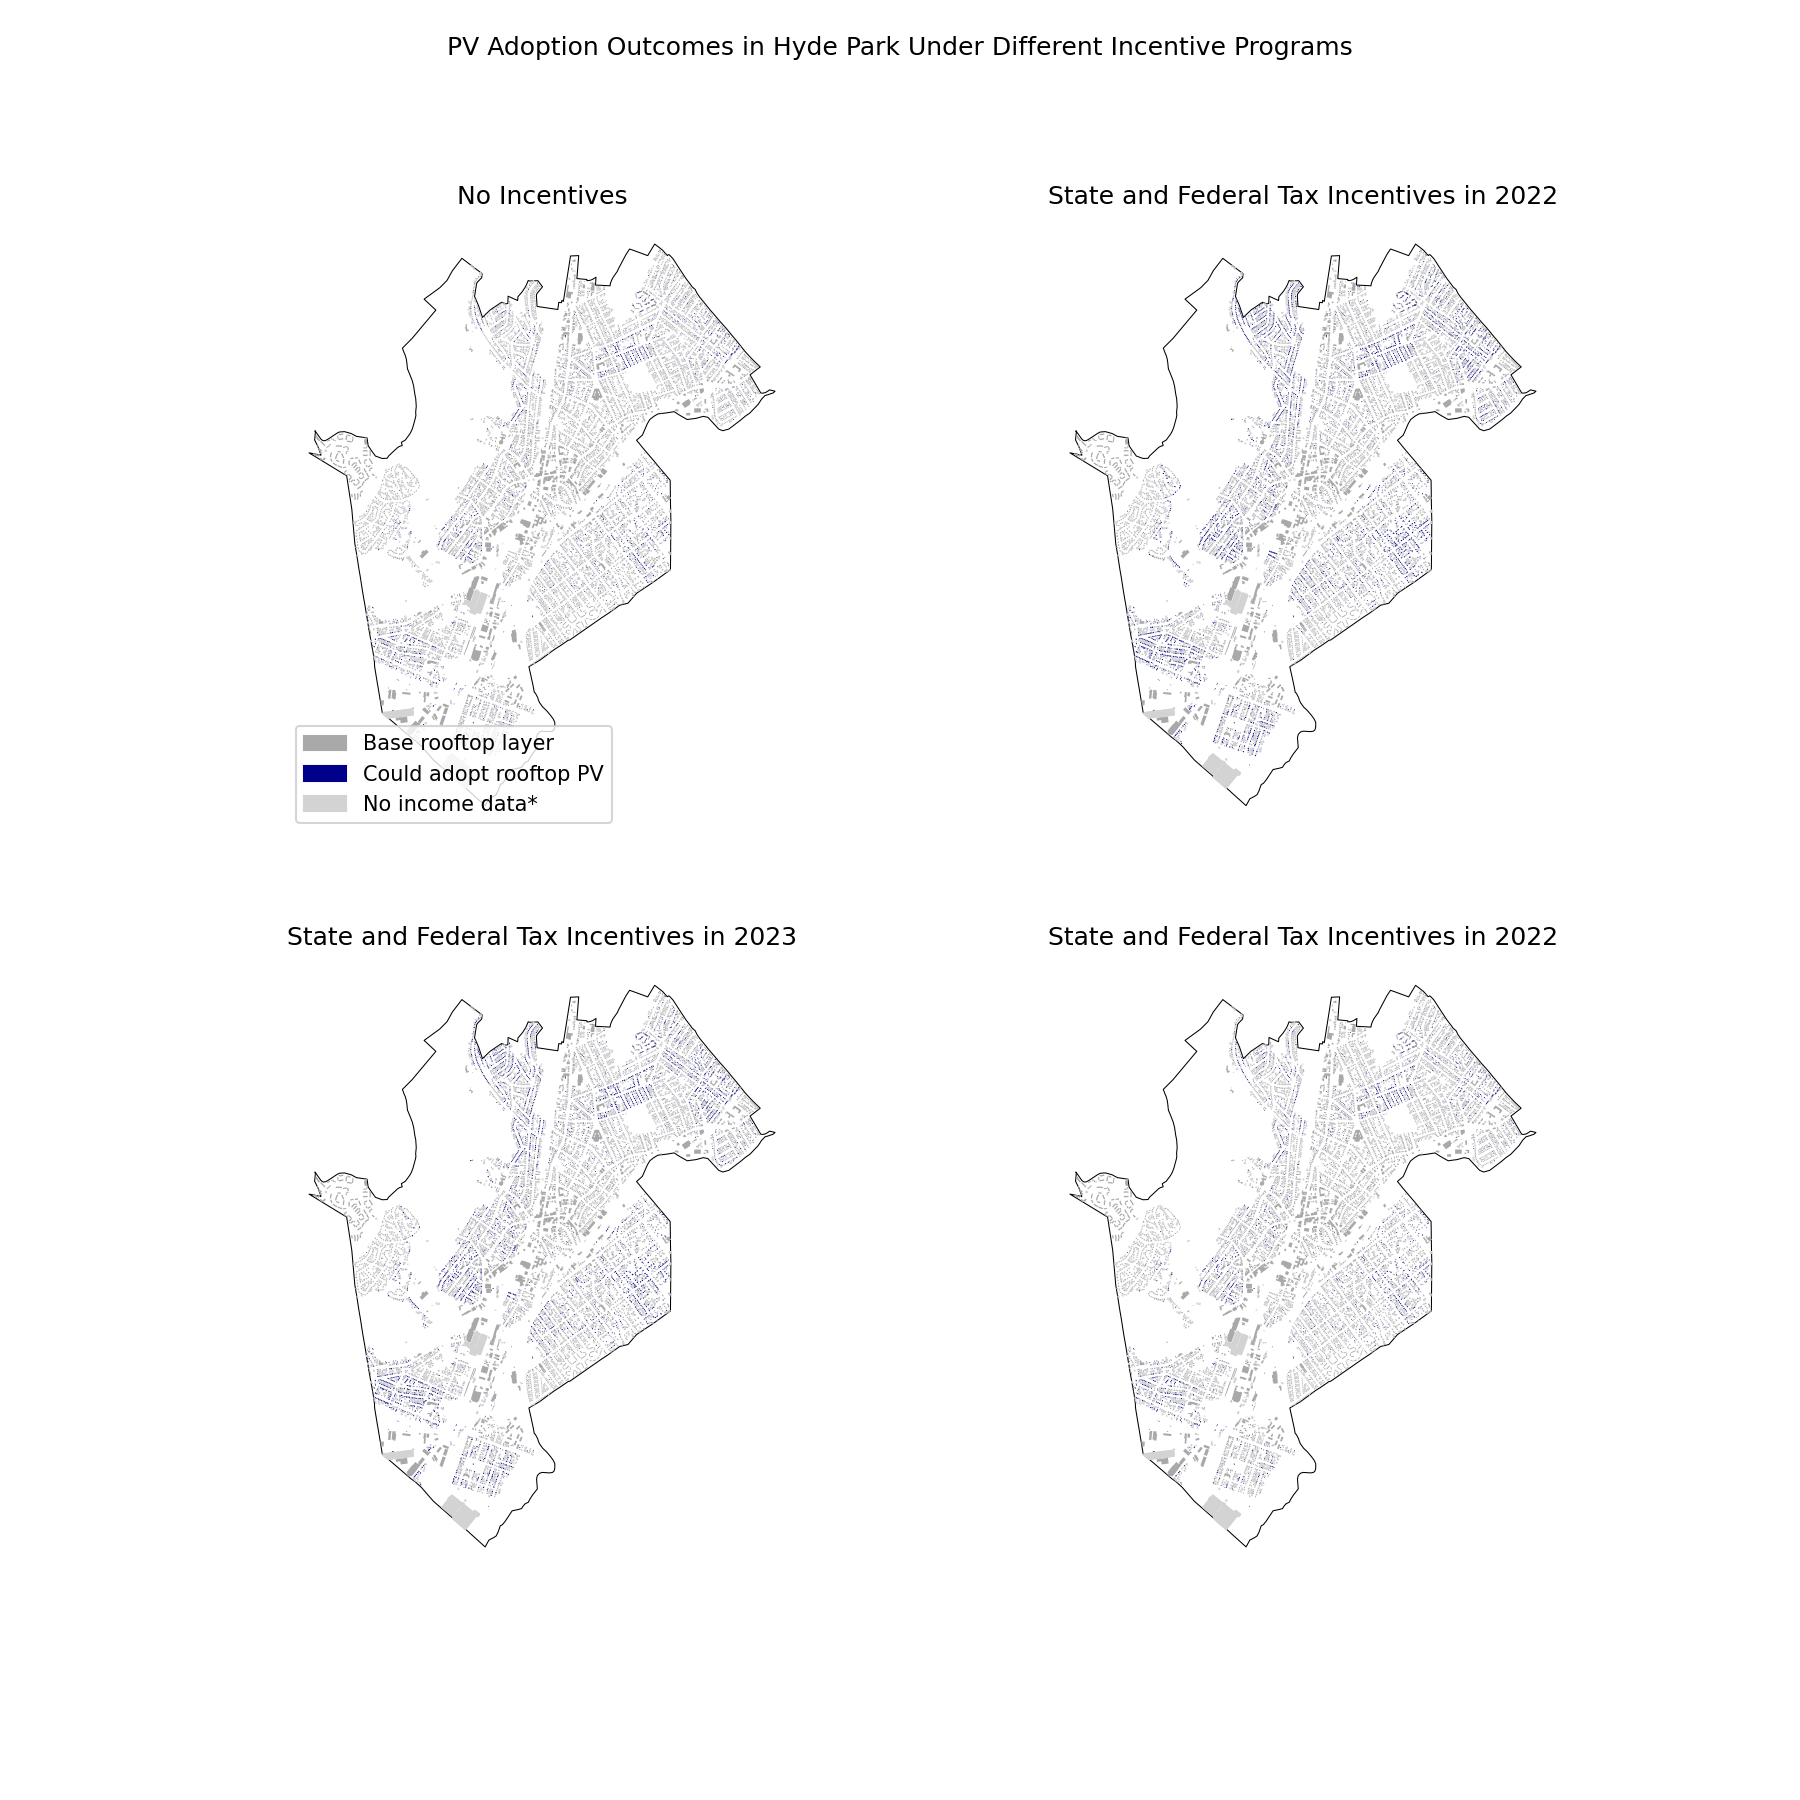 PV Adoption Outcomes in Hyde Park Under Different Incentive Programs
No Incentives
State and Federal Tax Incentives in 2022
Base rooftop layer
Could adopt rooftop PV
No income data*
State and Federal Tax Incentives in 2023
State and Federal Tax Incentives in 2022